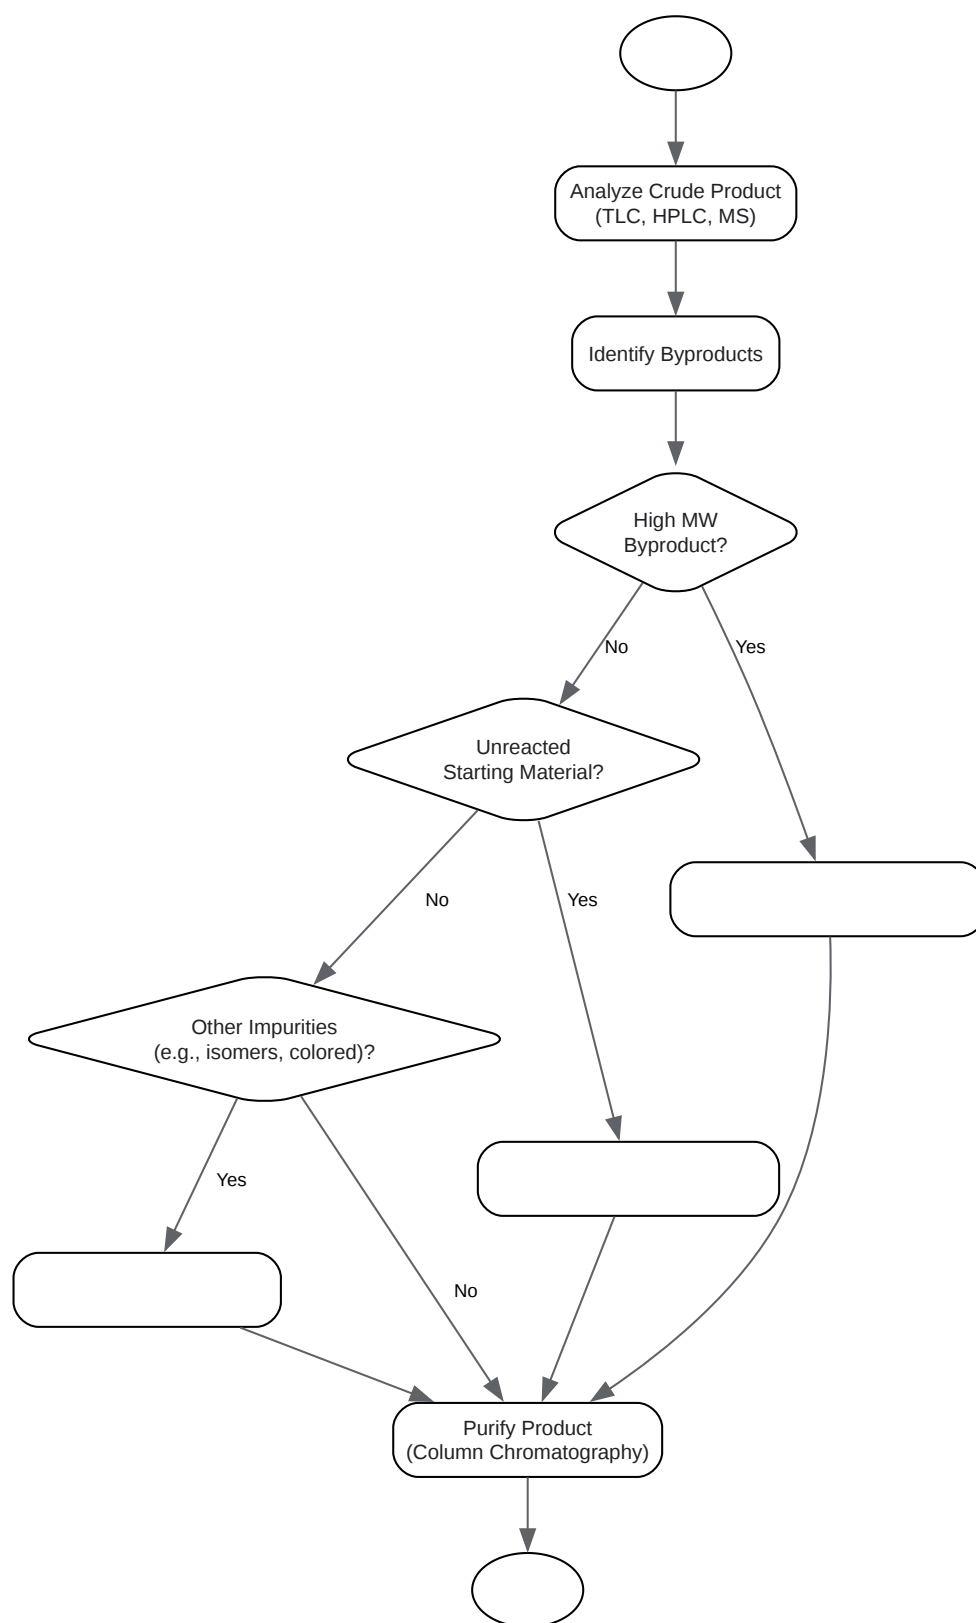 Analyze Crude Product
(TLC, HPLC, MS)
Identify Byproducts
High MW
Byproduct?
No
Yes
Unreacted
Starting Material?
No
Yes
Other Impurities
(e.g., isomers, colored)?
Yes
No
Purify Product
(Column Chromatography)